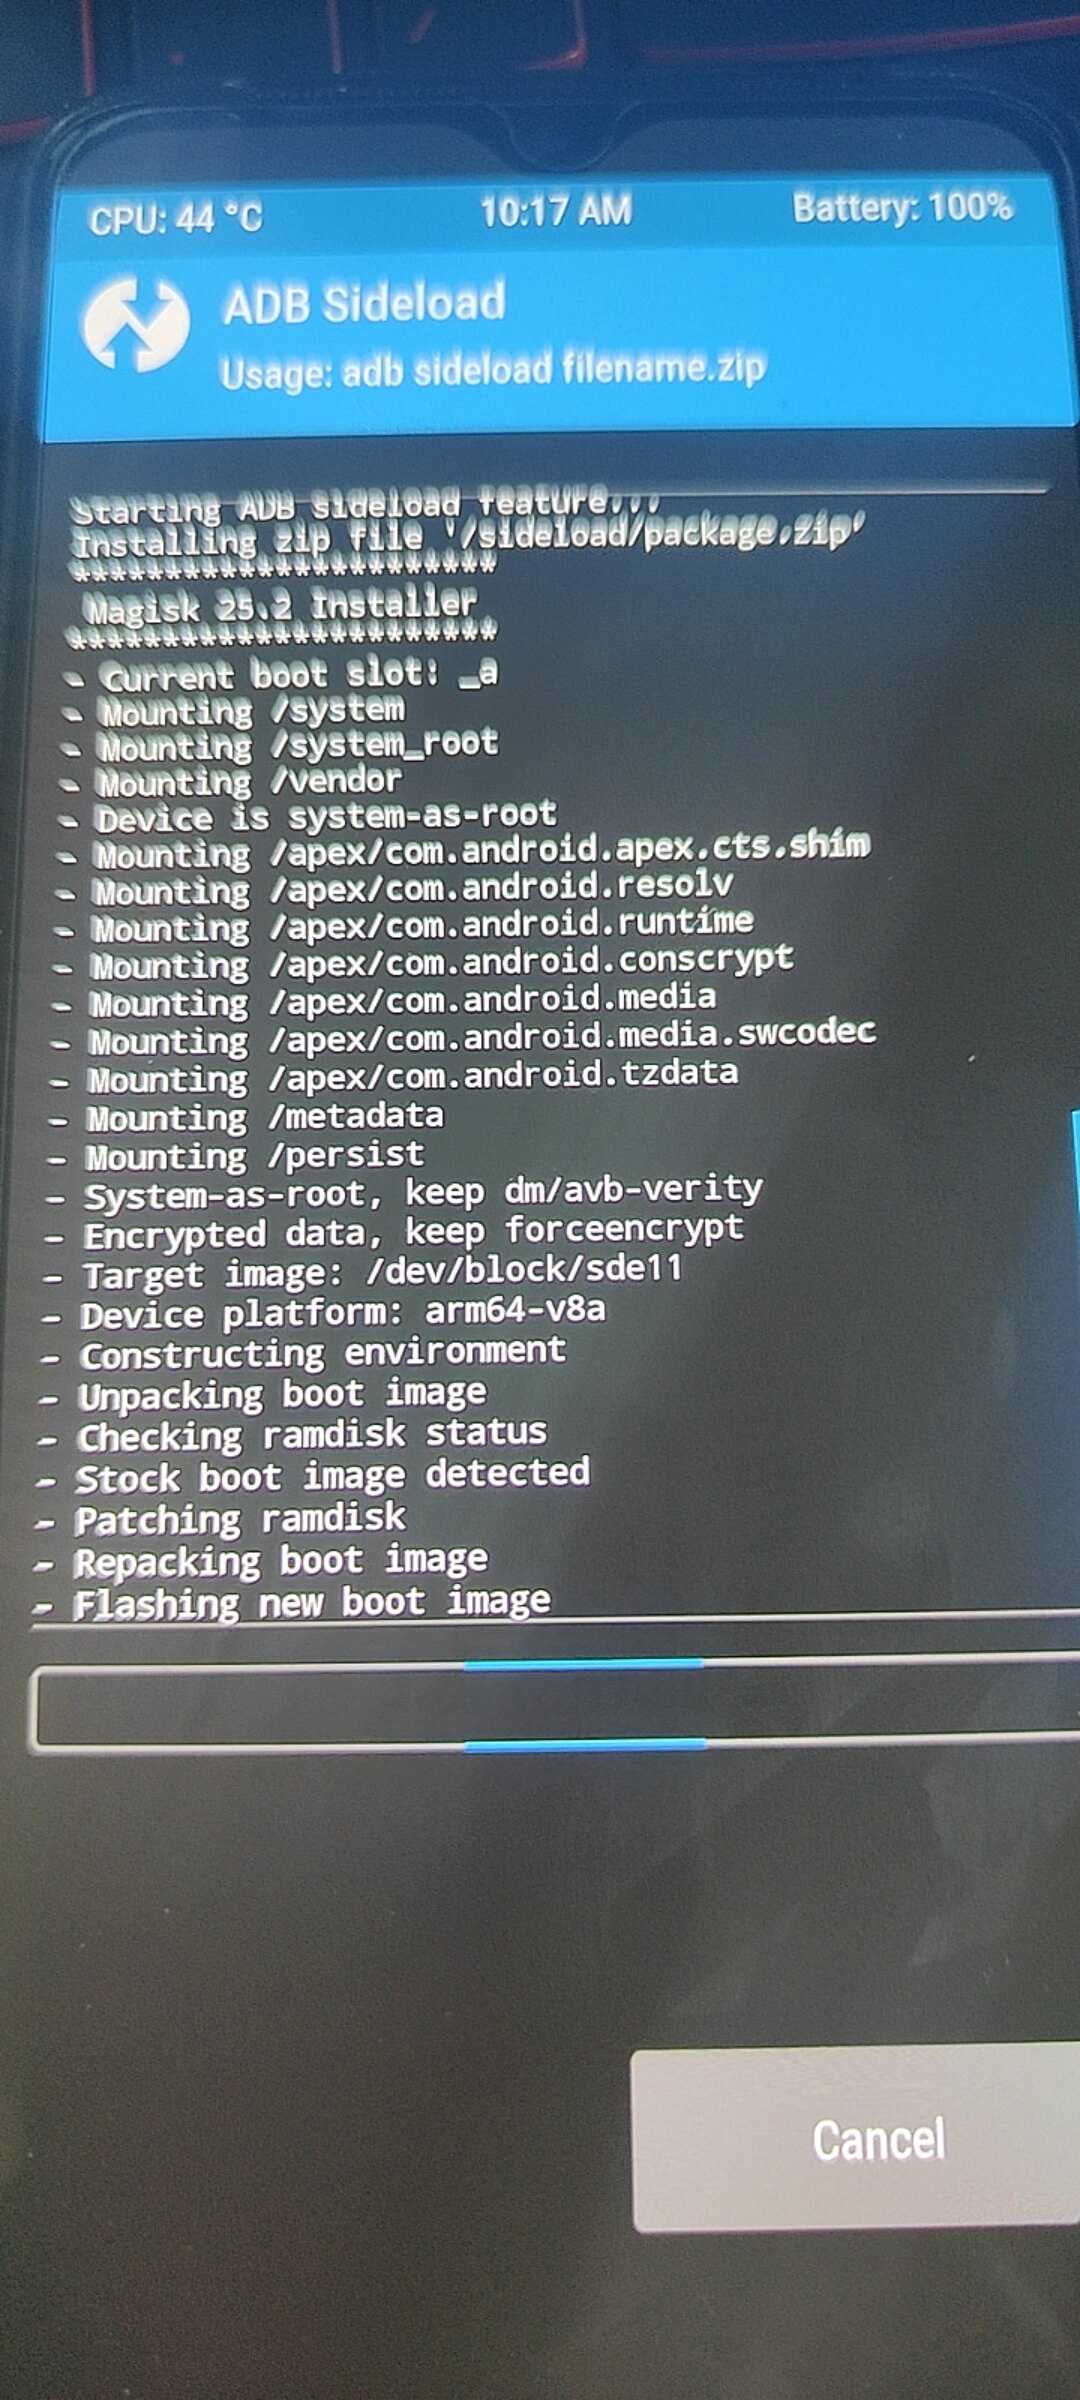 CPU: 44 °C 10:17 AM Battery: 100%
ADB Sideload
Usage: adb sideload filename.zip
Starting ADB sideload feature...
Installing zip file '/sideload/package.zip'
**********************
Magisk 25.2 Installer
**********************
- Current boot slot: _a
- Mounting /system
- Mounting /system_root
- Mounting /vendor
- Device is system-as-root
- Mounting /apex/com.android.apex.cts.shim
- Mounting /apex/com.android.resolv
- Mounting /apex/com.android.runtime
- Mounting /apex/com.android.conscrypt
- Mounting /apex/com.android.media
- Mounting /apex/com.android.media.swcodec
- Mounting /apex/com.android.tzdata
- Mounting /metadata
- Mounting /persist
- System-as-root, keep dm/avb-verity
- Encrypted data, keep forceencrypt
- Target image: /dev/block/sde11
- Device platform: arm64-v8a
- Constructing environment
- Unpacking boot image
- Checking ramdisk status
- Stock boot image detected
- Patching ramdisk
- Repacking boot image
- Flashing new boot image
Cancel